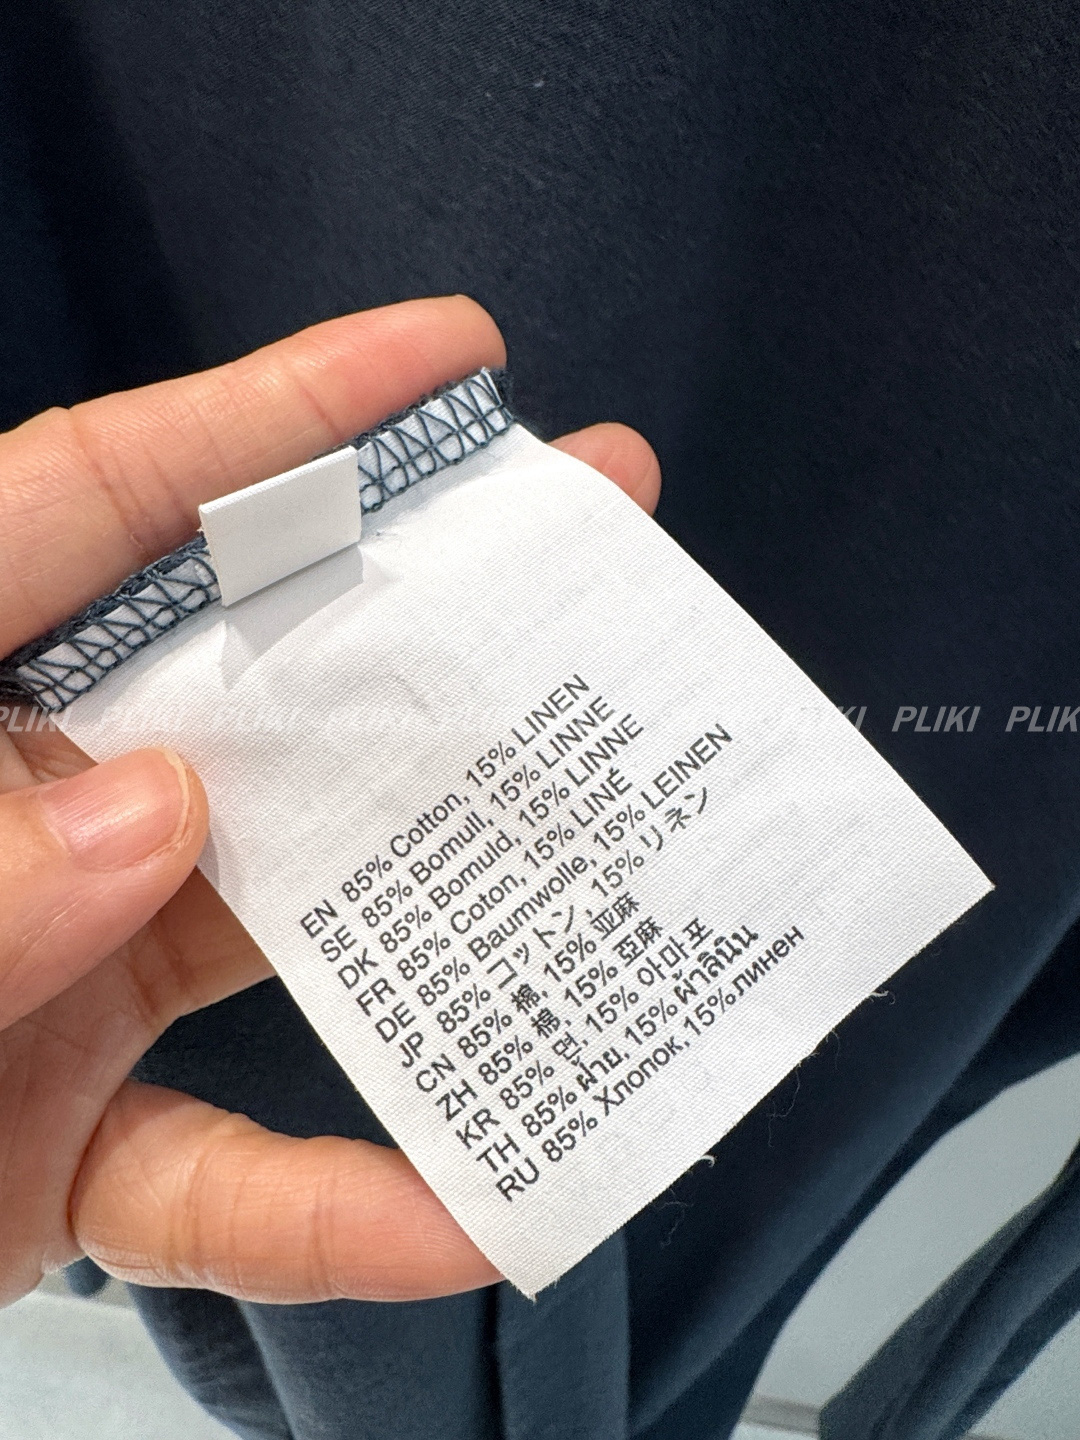 EN 85% Cotton, 15% LINEN
SE 85% Bomull, 15% LINNE
DK 85% Bomuld, 15% LINNE
FR 85% Coton, 15% LINÉ
DE 85% Baumwolle, 15% LEINEN
JP 85% コットン, 15% リネン
CN 85% 棉, 15% 亚麻
ZH 85% 棉, 15% 亞麻
KR 85% 면, 15% 아마포
TH 85% ฝ้าย, 15% ผ้าลินิน
RU 85% Хлопок, 15% линен
PLIKI PLIKI PLIK